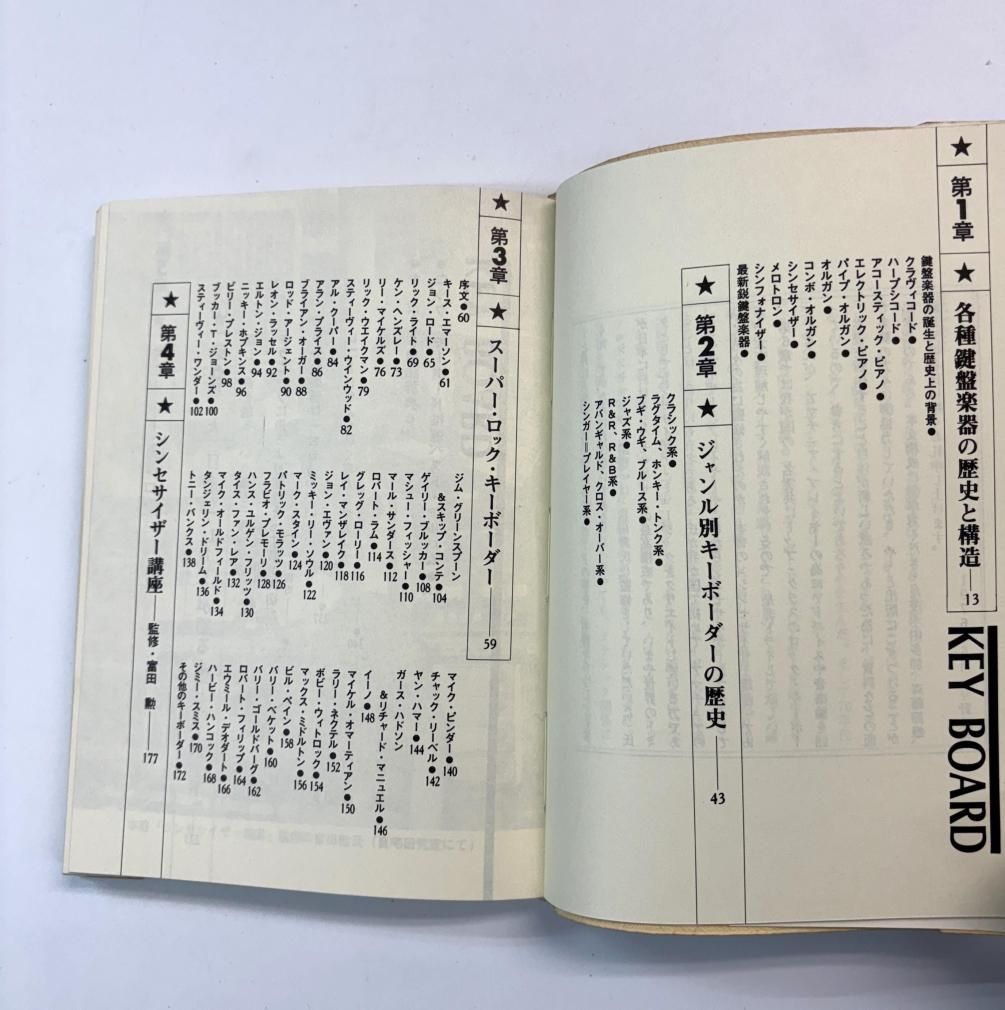 KEY BOARD
★第1章★各種鍵盤楽器の歴史と構造——13
鍵盤楽器の誕生と歴史上の背景●
クラヴィコード●
ハープシコード●
アコースティック・ピアノ●
エレクトリック・ピアノ●
パイプ・オルガン●
オルガン●
コンボ・オルガン●
シンセサイザー●
メロトロン●
シンフォナイザー●
最新鋭鍵盤楽器●
★第2章★ジャンル別キーボーダーの歴史——43
クラシック系●
ラグタイム、ホンキー・トンク系●
ブギ・ウギ、ブルース系●
ジャズ系●
R&R、R&B系●
アバンギャルド、クロス・オーバー系●
シンガー=プレイヤー系●
★第3章★スーパー・ロック・キーボーダー——59
序文●60
キース・エマーソン●61
ジョン・ロード●65
リック・ライト●69
ケン・ヘンズレー●73
リー・マイケルズ●76
リック・ウエイクマン●79
スティーヴィー・ウインウッド●82
アル・クーパー●84
アラン・プライス●86
ブライアン・オーガー●88
ロッド・アージェント●90
レオン・ラッセル●92
エルトン・ジョン●94
ニッキー・ホプキンス●96
ビリー・プレストン●98
ブッカー・T・ジョーンズ●100
スティーヴィー・ワンダー●102
ジム・グリーンスプーン
&スキップ・コンテ●104
ゲイリー・ブルッカー●108
マシュー・フィッシャー●110
マール・サンダース●112
ロバート・ラム●114
グレッグ・ローリー●116
レイ・マンザレイク●118
ジョン・エヴァン●120
ミッキー・リー・ソウル●122
マーク・スタイン●124
パトリック・モラッツ●126
フラビオ・プレモーリ●128
ハンス・ユルゲン・フリッツ●130
タイス・ファン・レア●132
マイク・オールドフィールド●134
タンジェリン・ドリーム●136
トニー・バンクス●138
マイク・ピンダー●140
チャック・リーベル●142
ヤン・ハマー●144
ガース・ハドソン
&リチャード・マニュエル●146
イーノ●148
マイケル・オマーティアン●150
ラリー・ネクテル●152
ボビー・ウィトロック●154
マックス・ミドルトン●156
ビル・ペイン●158
バリー・ベケット●160
バリー・ゴールドバーグ●162
ロバート・フィリップ●164
エウミール・デオダート●166
ハービー・ハンコック●168
ジミー・スミス●170
その他のキーボーダー●172
★第4章★シンセサイザー講座——監修・富田 勲——177